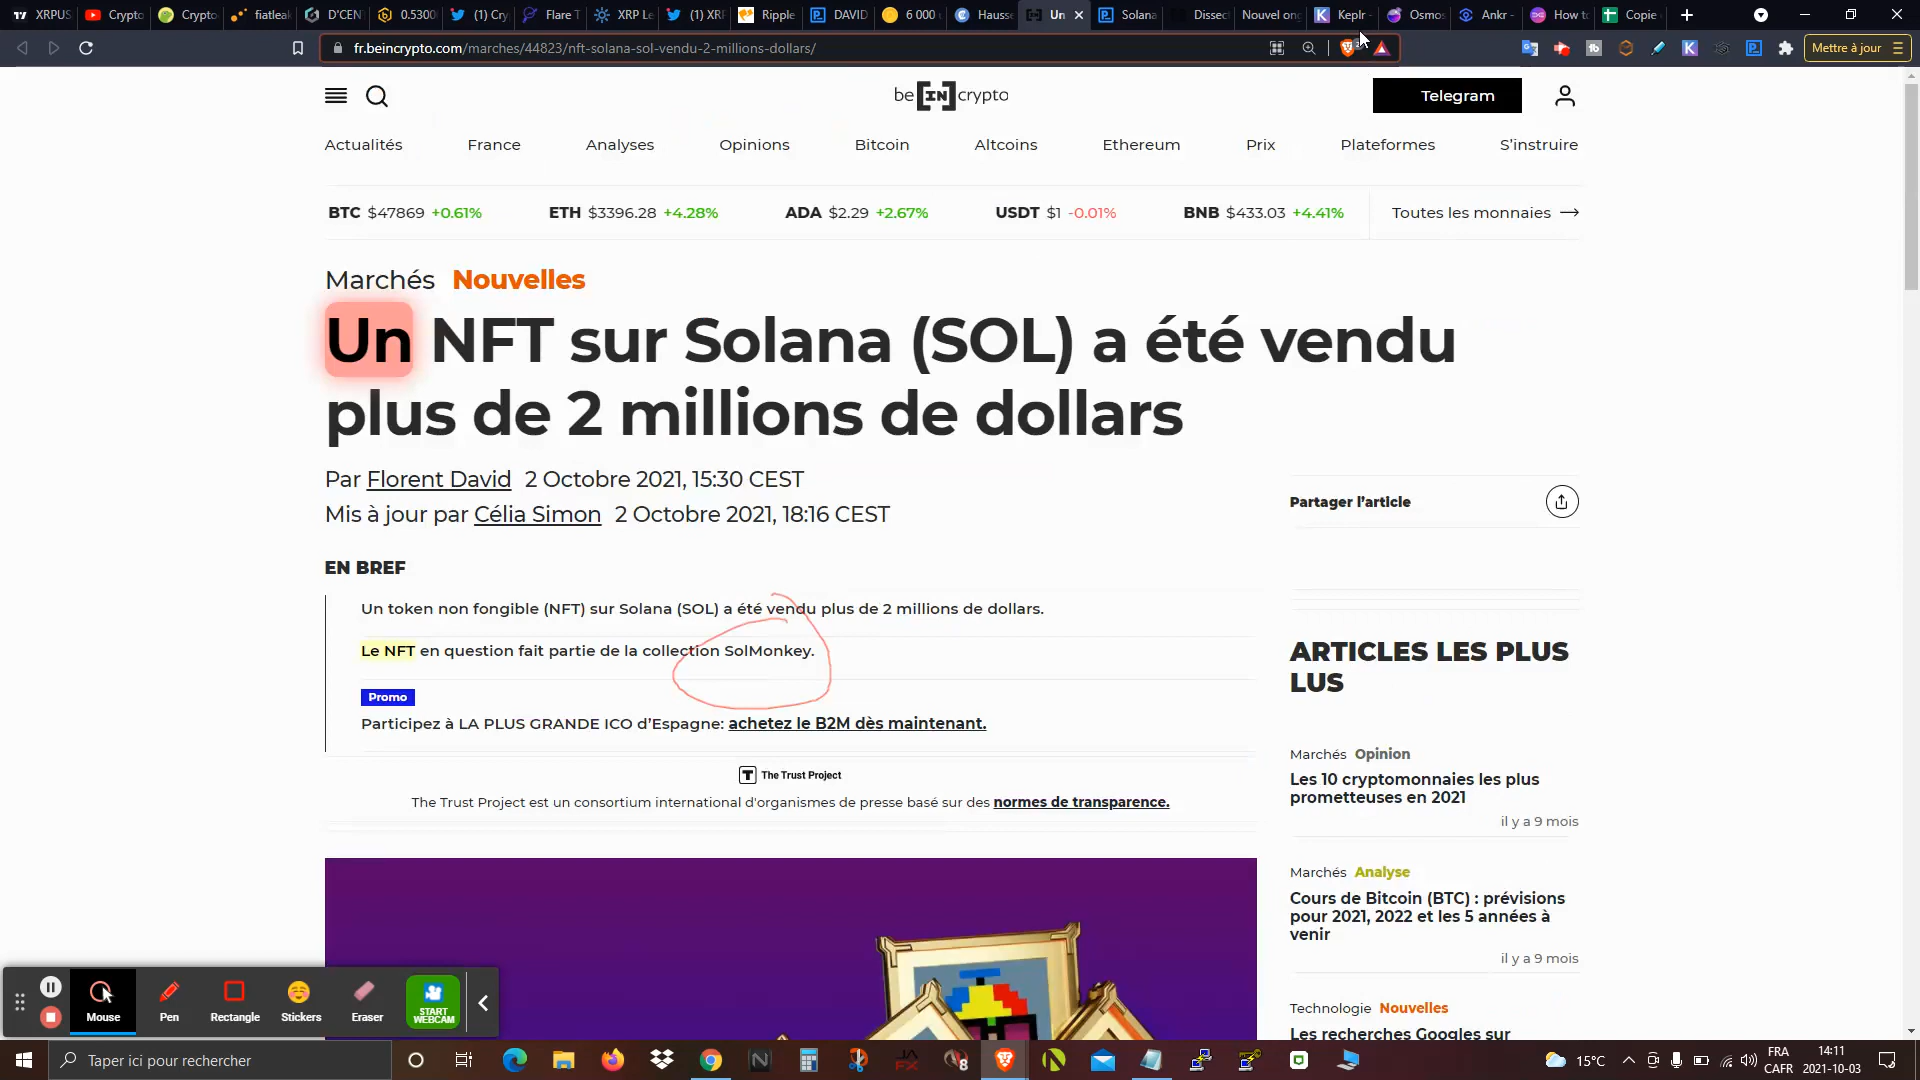 XRPUS
Crypto
Crypto
fiatleak
D'CEN
0.5300
(1) Cry
Flare T
XRP Le
(1) XRP
Ripple
DAVID
6 000
Hausse
Un
Solana
Dissect
Nouvel on
Keplr -
Osmos
Ankr -
How to
Copie
fr.beincrypto.com/marches/44823/nft-solana-sol-vendu-2-millions-dollars/
Mettre à jour
be [IN] crypto
Telegram
Actualités France Analyses Opinions Bitcoin Altcoins Ethereum Prix Plateformes S'instruire
BTC $47869 +0.61% ETH $3396.28 +4.28% ADA $2.29 +2.67% USDT $1 -0.01% BNB $433.03 +4.41% Toutes les monnaies
Marchés Nouvelles
Un NFT sur Solana (SOL) a été vendu
plus de 2 millions de dollars
Par Florent David 2 Octobre 2021, 15:30 CEST
Mis à jour par Célia Simon 2 Octobre 2021, 18:16 CEST
Partager l'article
EN BREF
Un token non fongible (NFT) sur Solana (SOL) a été vendu plus de 2 millions de dollars.
Le NFT en question fait partie de la collection SolMonkey.
Promo
Participez à LA PLUS GRANDE ICO d'Espagne: achetez le B2M dès maintenant.
The Trust Project
The Trust Project est un consortium international d'organismes de presse basé sur des normes de transparence.
ARTICLES LES PLUS
LUS
Marchés Opinion
Les 10 cryptomonnaies les plus
prometteuses en 2021
il y a 9 mois
Marchés Analyse
Cours de Bitcoin (BTC) : prévisions
pour 2021, 2022 et les 5 années à
venir
il y a 9 mois
Technologie Nouvelles
Les recherches Googles sur
Mouse Pen Rectangle Stickers Eraser START
WEBCAM
Taper ici pour rechercher
15°C
FRA
CAFR
14:11
2021-10-03